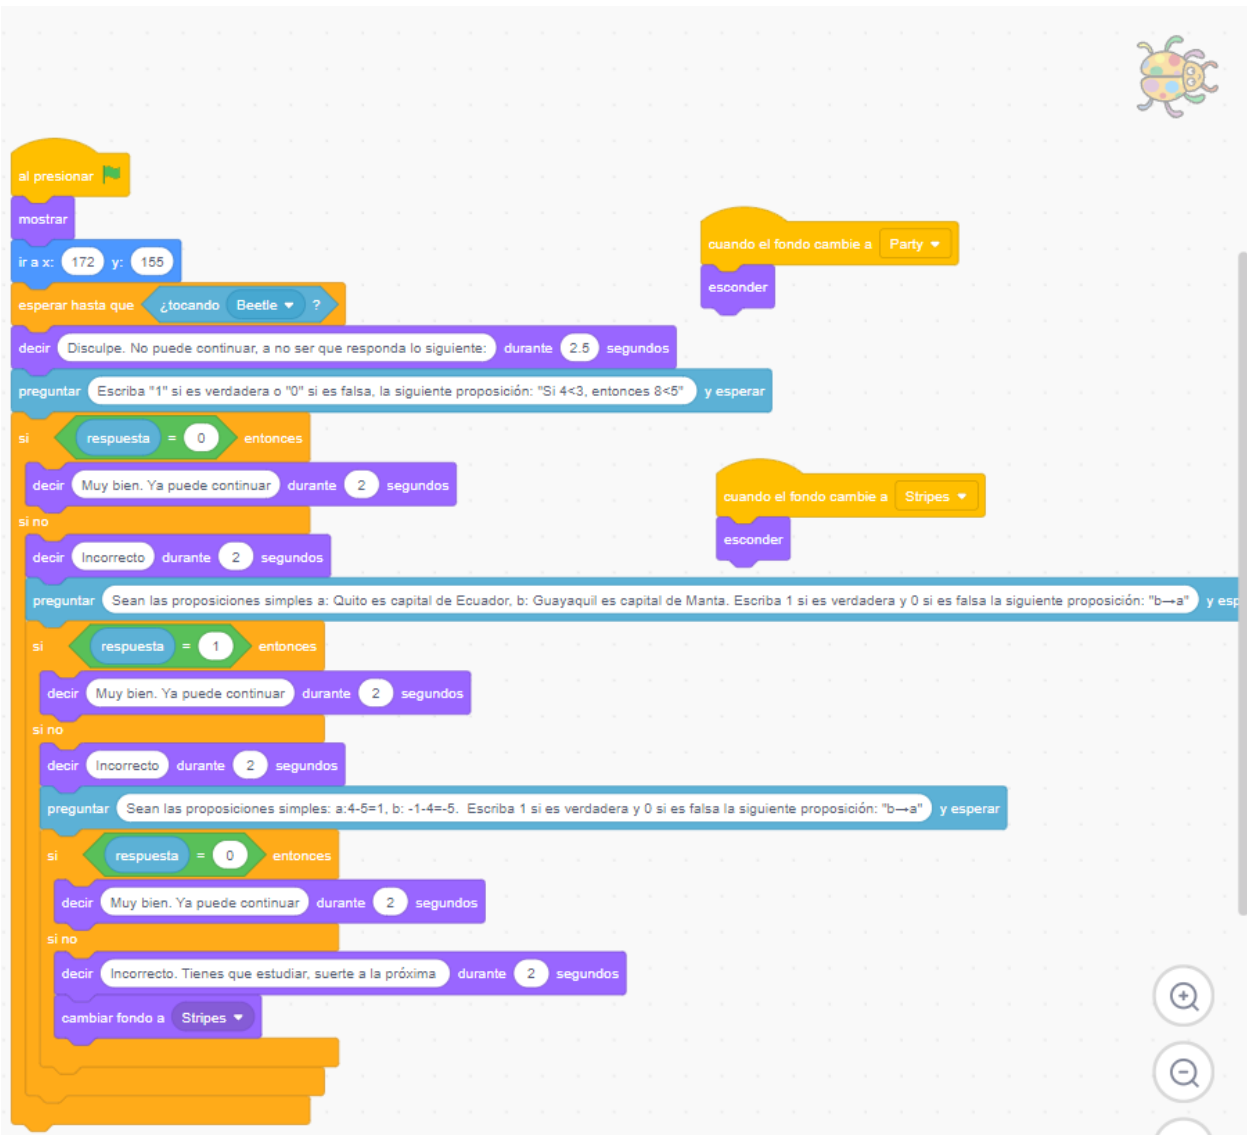 al presionar
mostrar
ir a x: 172 y: 155
esperar hasta que ¿tocando Beetle ?
decir Disculpe. No puede continuar, a no ser que responda lo siguiente: durante 2.5 segundos
preguntar Escriba "1" si es verdadera o "0" si es falsa, la siguiente proposición: "Si 4<3, entonces 8<5" y esperar
si respuesta = 0 entonces
decir Muy bien. Ya puede continuar durante 2 segundos
si no
decir Incorrecto durante 2 segundos
preguntar Sean las proposiciones simples a: Quito es capital de Ecuador, b: Guayaquil es capital de Manta. Escriba 1 si es verdadera y 0 si es falsa la siguiente proposición: "b→a" y esp
si respuesta = 1 entonces
decir Muy bien. Ya puede continuar durante 2 segundos
si no
decir Incorrecto durante 2 segundos
preguntar Sean las proposiciones simples: a:4-5=1, b: -1-4=-5. Escriba 1 si es verdadera y 0 si es falsa la siguiente proposición: "b→a" y esperar
si respuesta = 0 entonces
decir Muy bien. Ya puede continuar durante 2 segundos
si no
decir Incorrecto. Tienes que estudiar, suerte a la próxima durante 2 segundos
cambiar fondo a Stripes
cuando el fondo cambie a Party
esconder
cuando el fondo cambie a Stripes
esconder